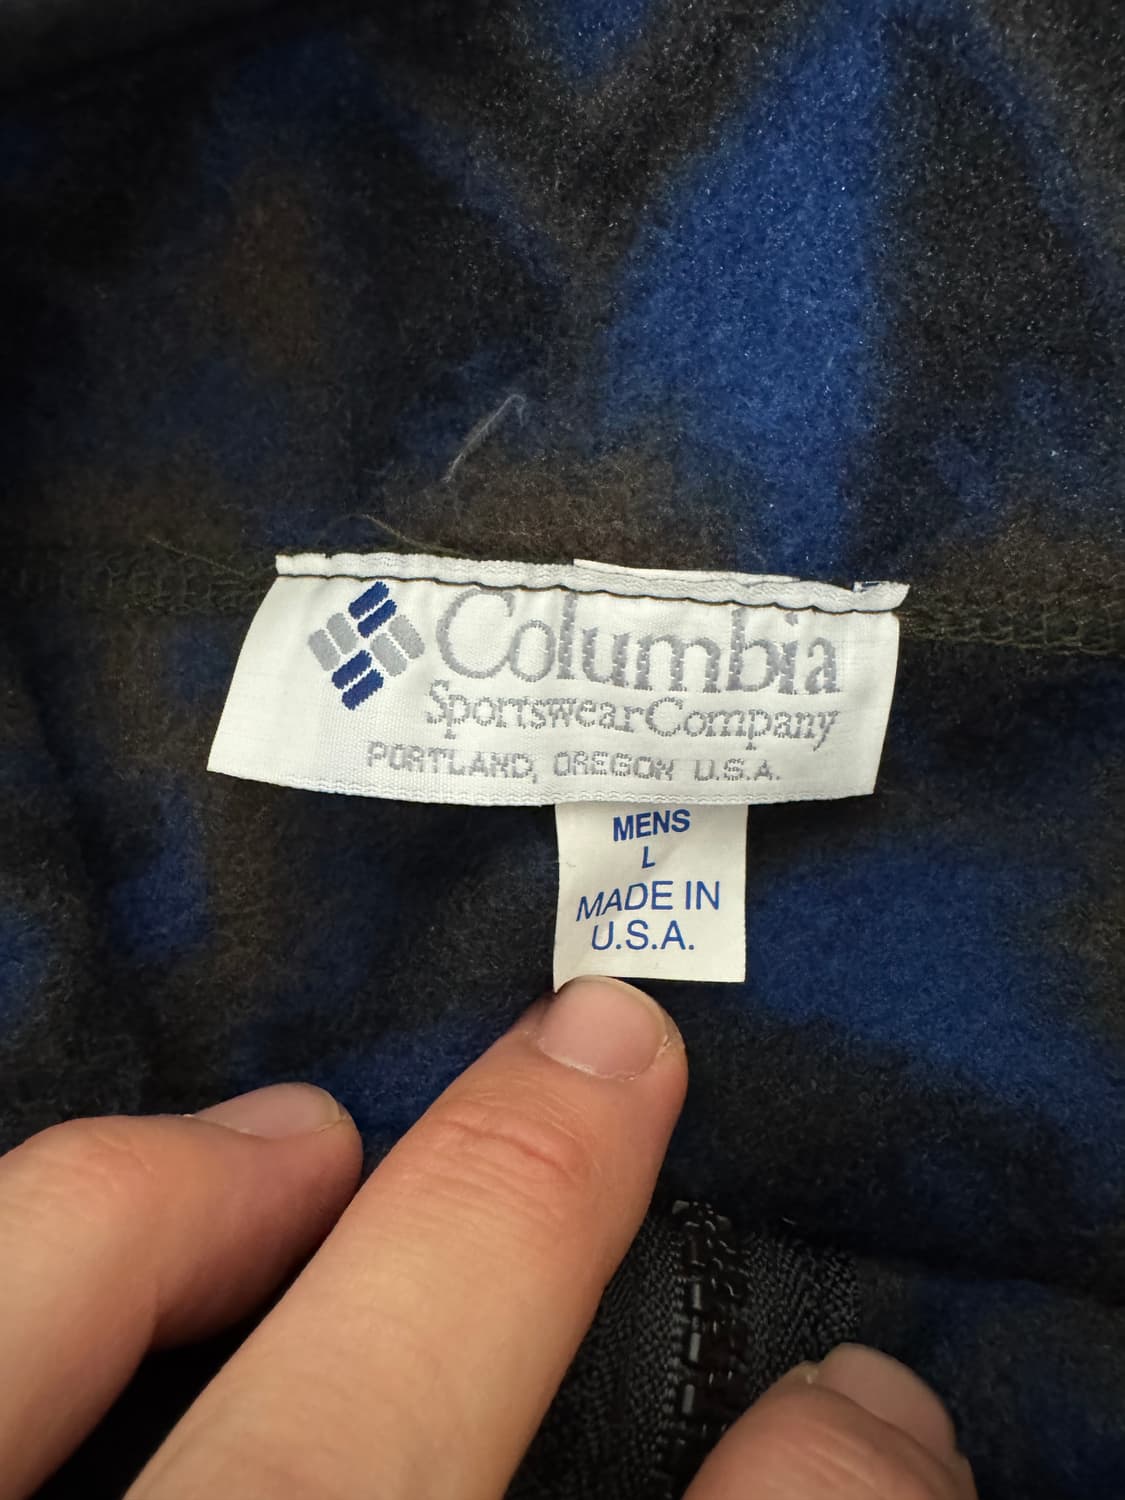 Columbia
Sportswear Company
PORTLAND, OREGON U.S.A.
MENS
L
MADE IN
U.S.A.